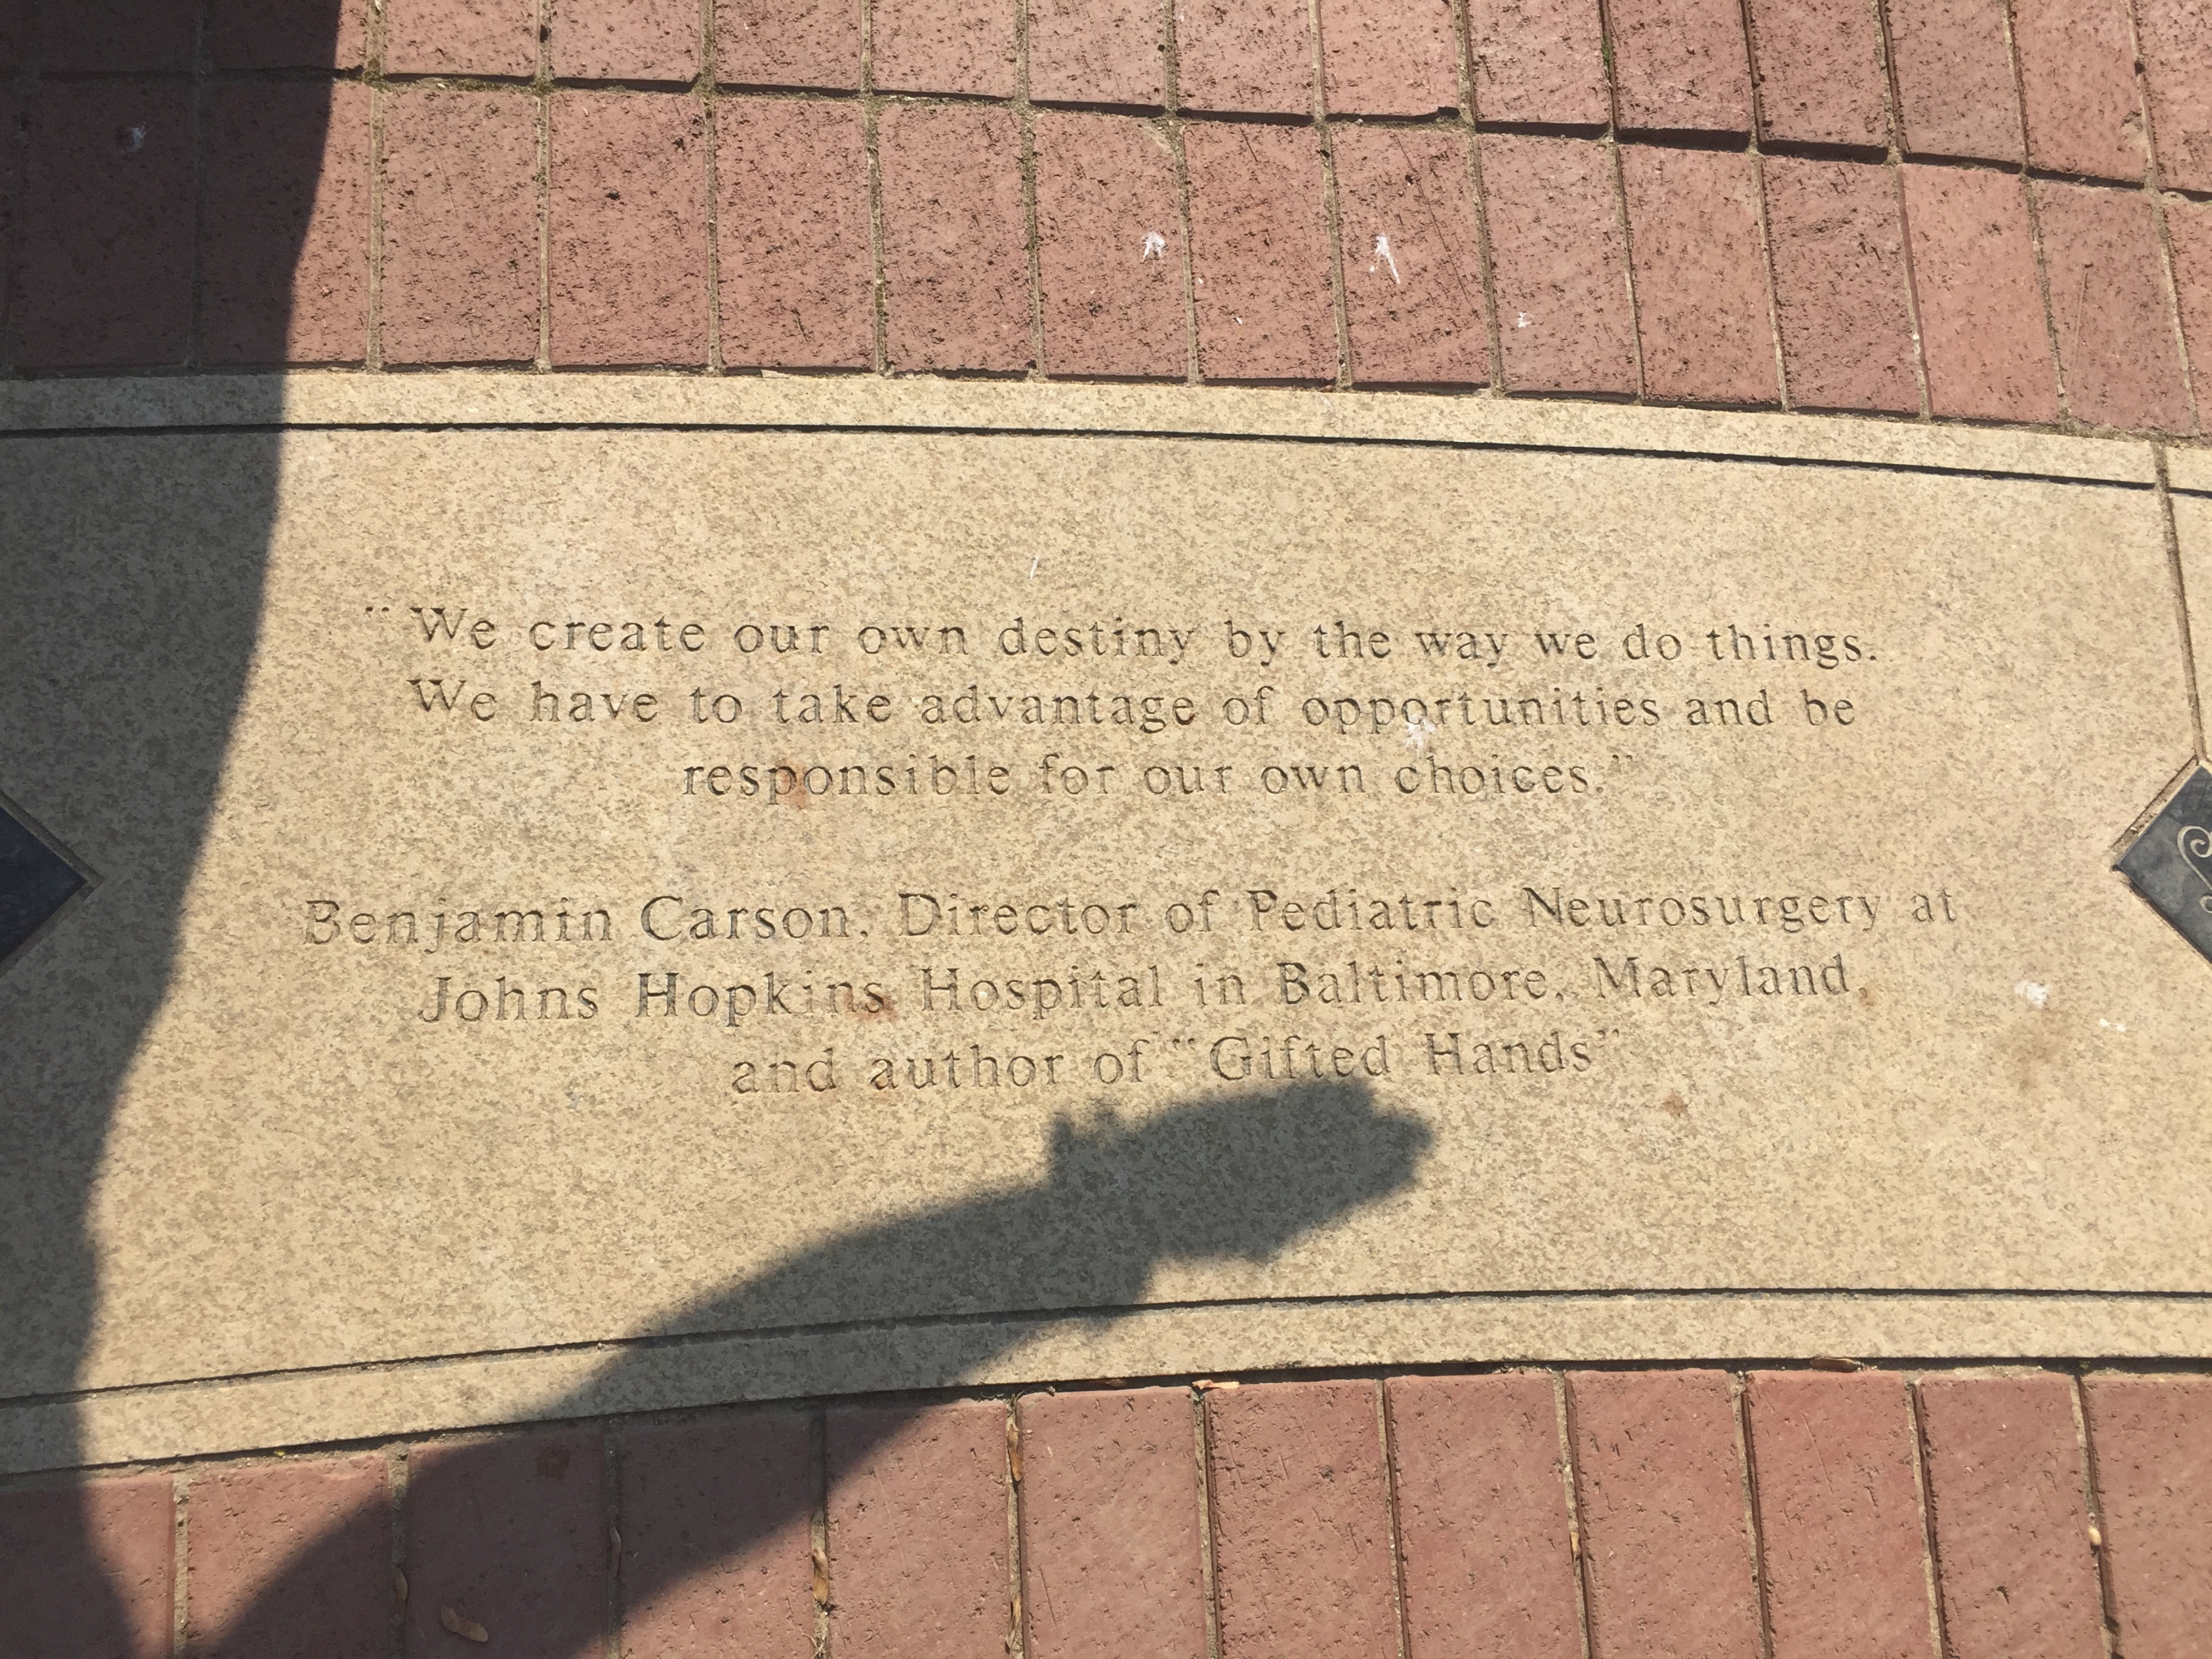 "We create our own destiny by the way we do things.
We have to take advantage of opportunities and be
responsible for our own choices."
Benjamin Carson, Director of Pediatric Neurosurgery at
Johns Hopkins Hospital in Baltimore, Maryland,
and author of "Gifted Hands"